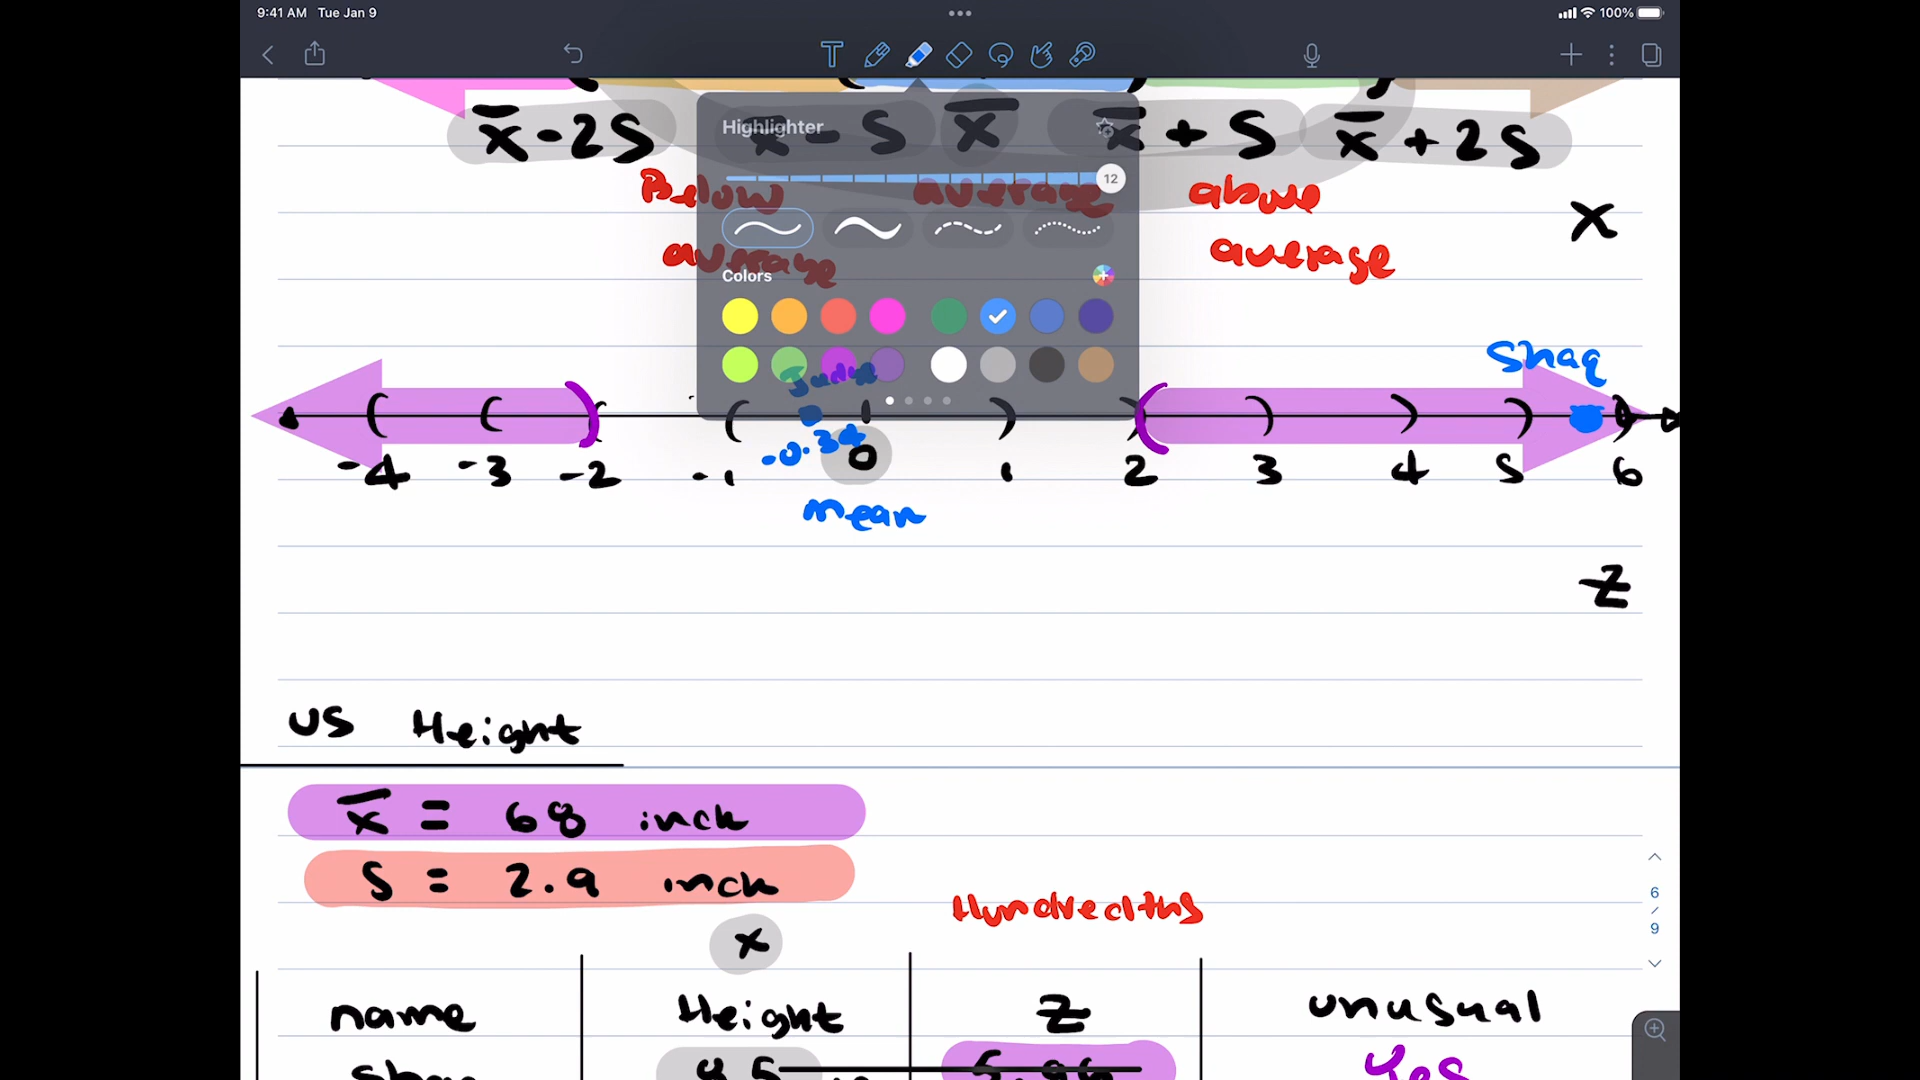 9:41 AM Tue Jan 9 100%
x̄ - 2S x̄ - S x̄ x̄ + S x̄ + 2S
Highlighter
12
Below average above
average average
x
Colors
Shaq
-0.34
-4 -3 -2 -1 0 1 2 3 4 5 6
mean
z
US Height
x̄ = 68 inch
S = 2.9 inch
6
/
9
Hundredths
x
name Height z unusual
Yes